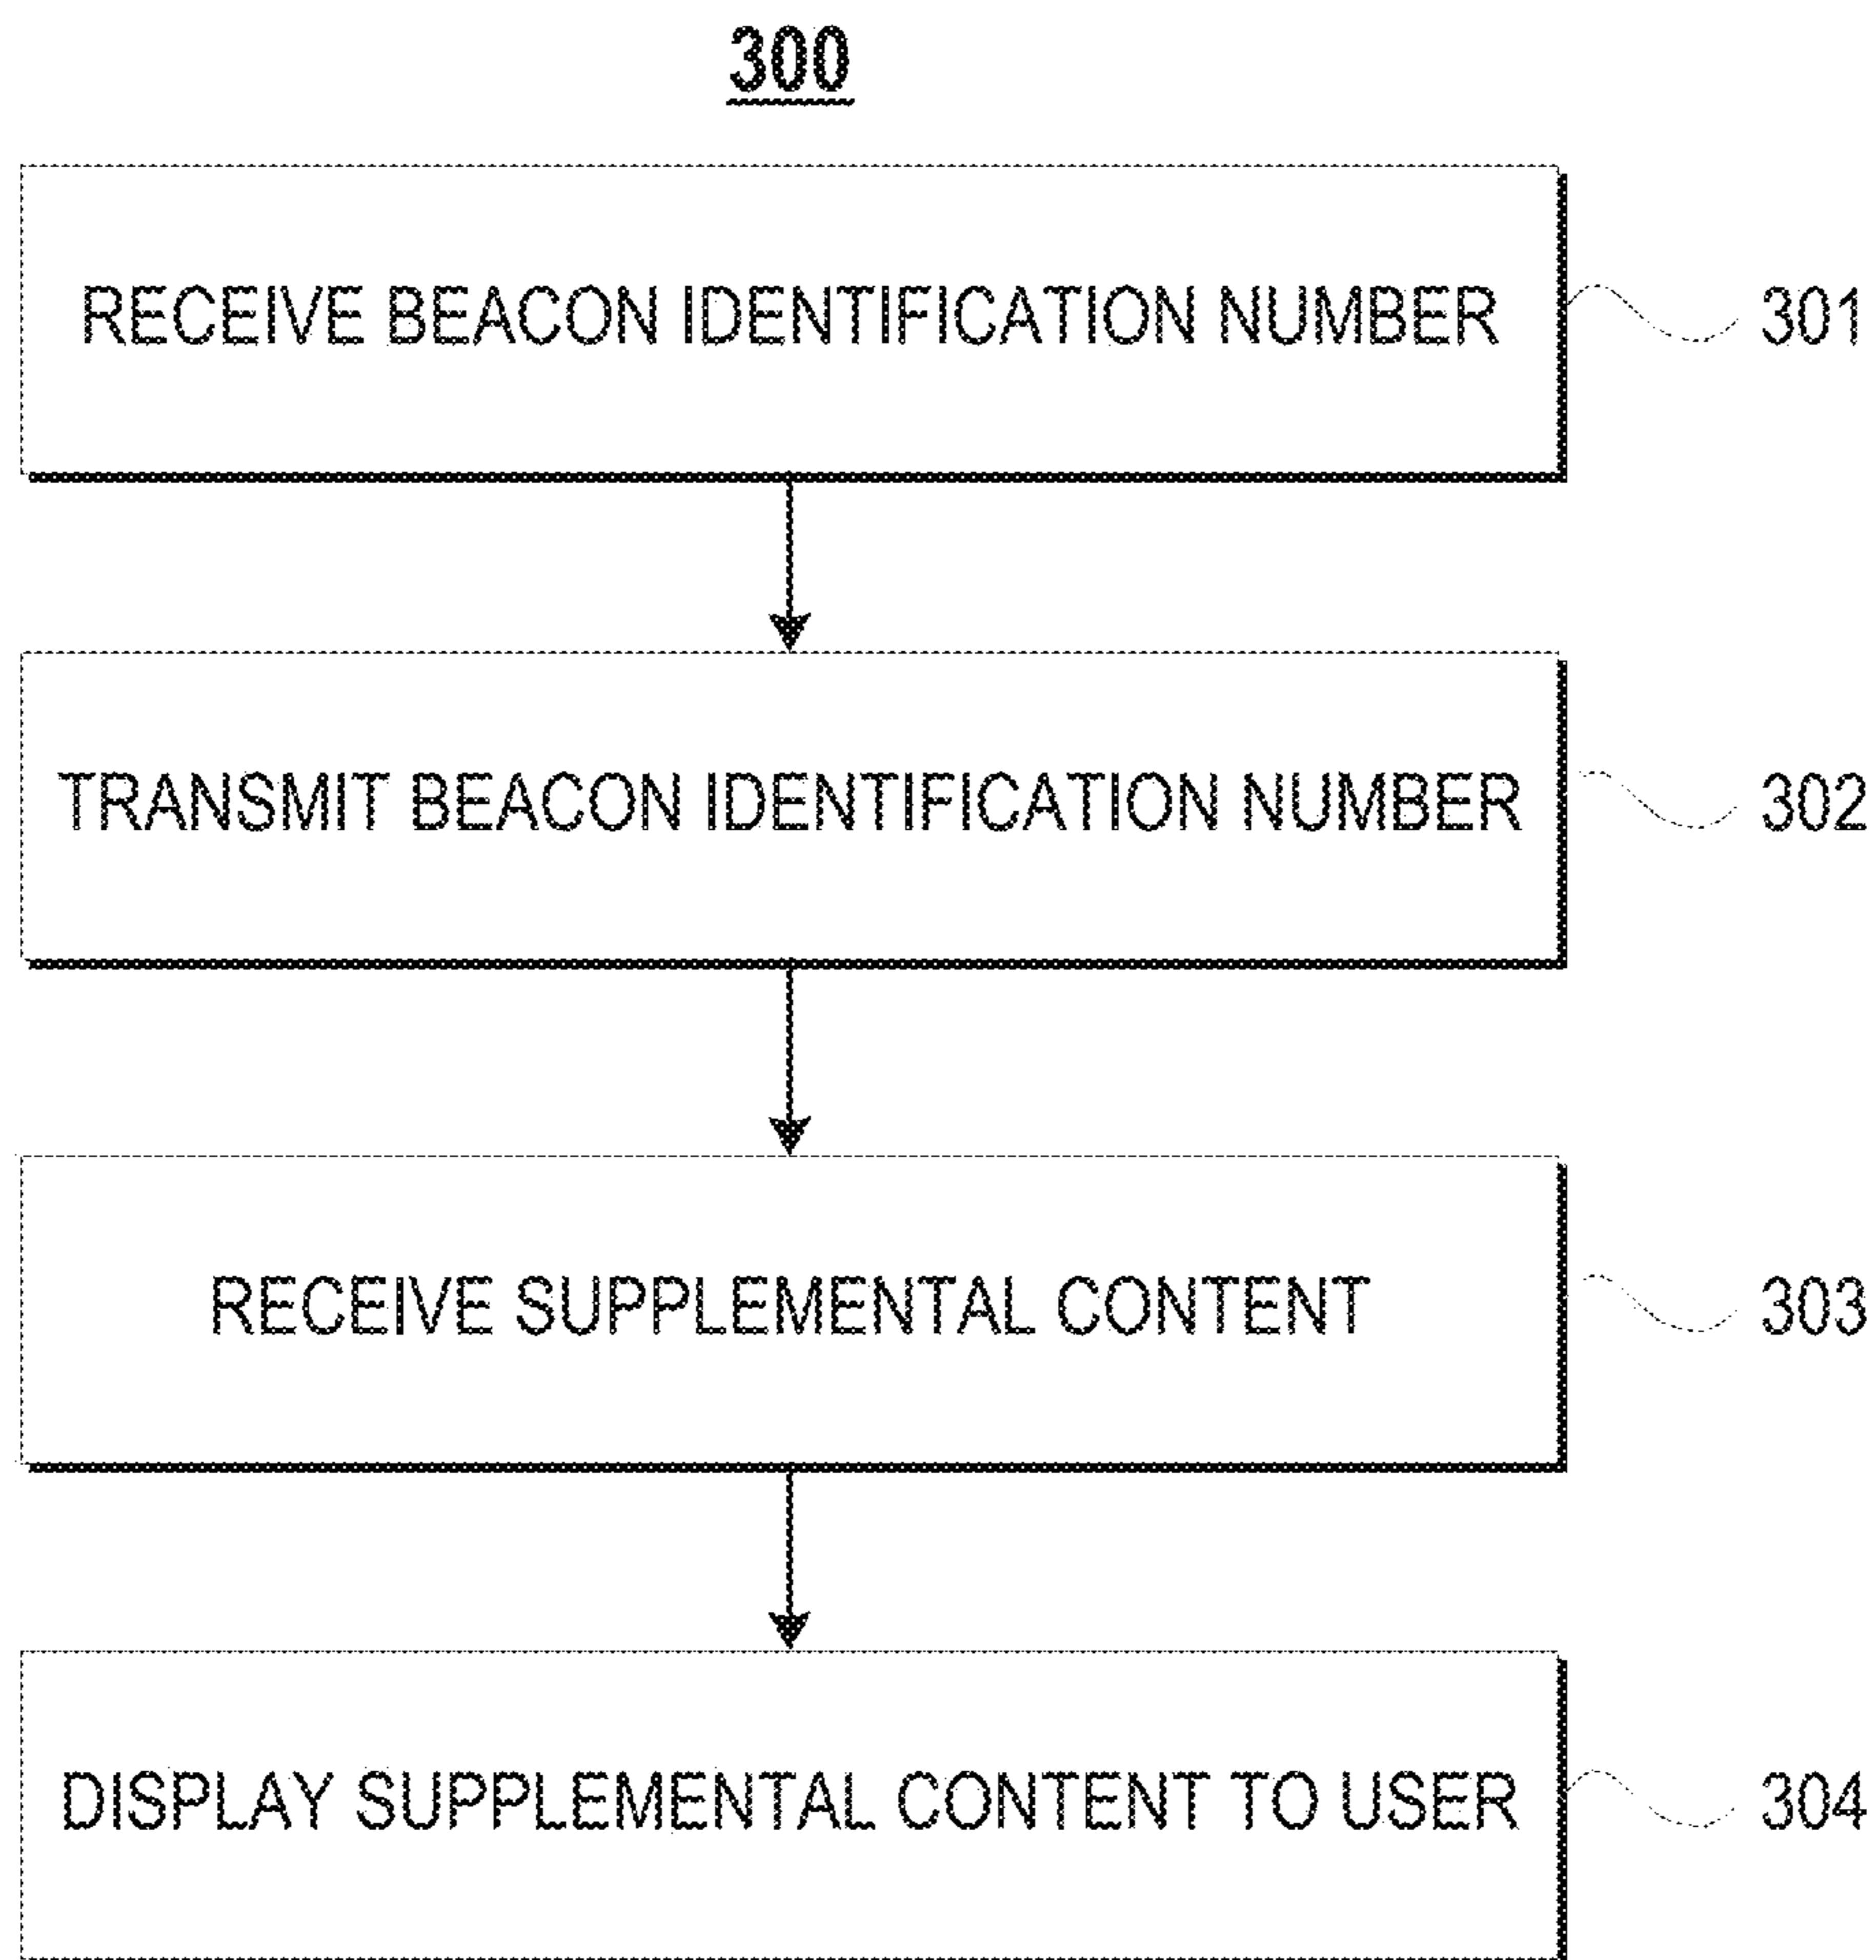 300
RECEIVE BEACON IDENTIFICATION NUMBER
301
TRANSMIT BEACON IDENTIFICATION NUMBER
302
RECEIVE SUPPLEMENTAL CONTENT
303
DISPLAY SUPPLEMENTAL CONTENT TO USER
304